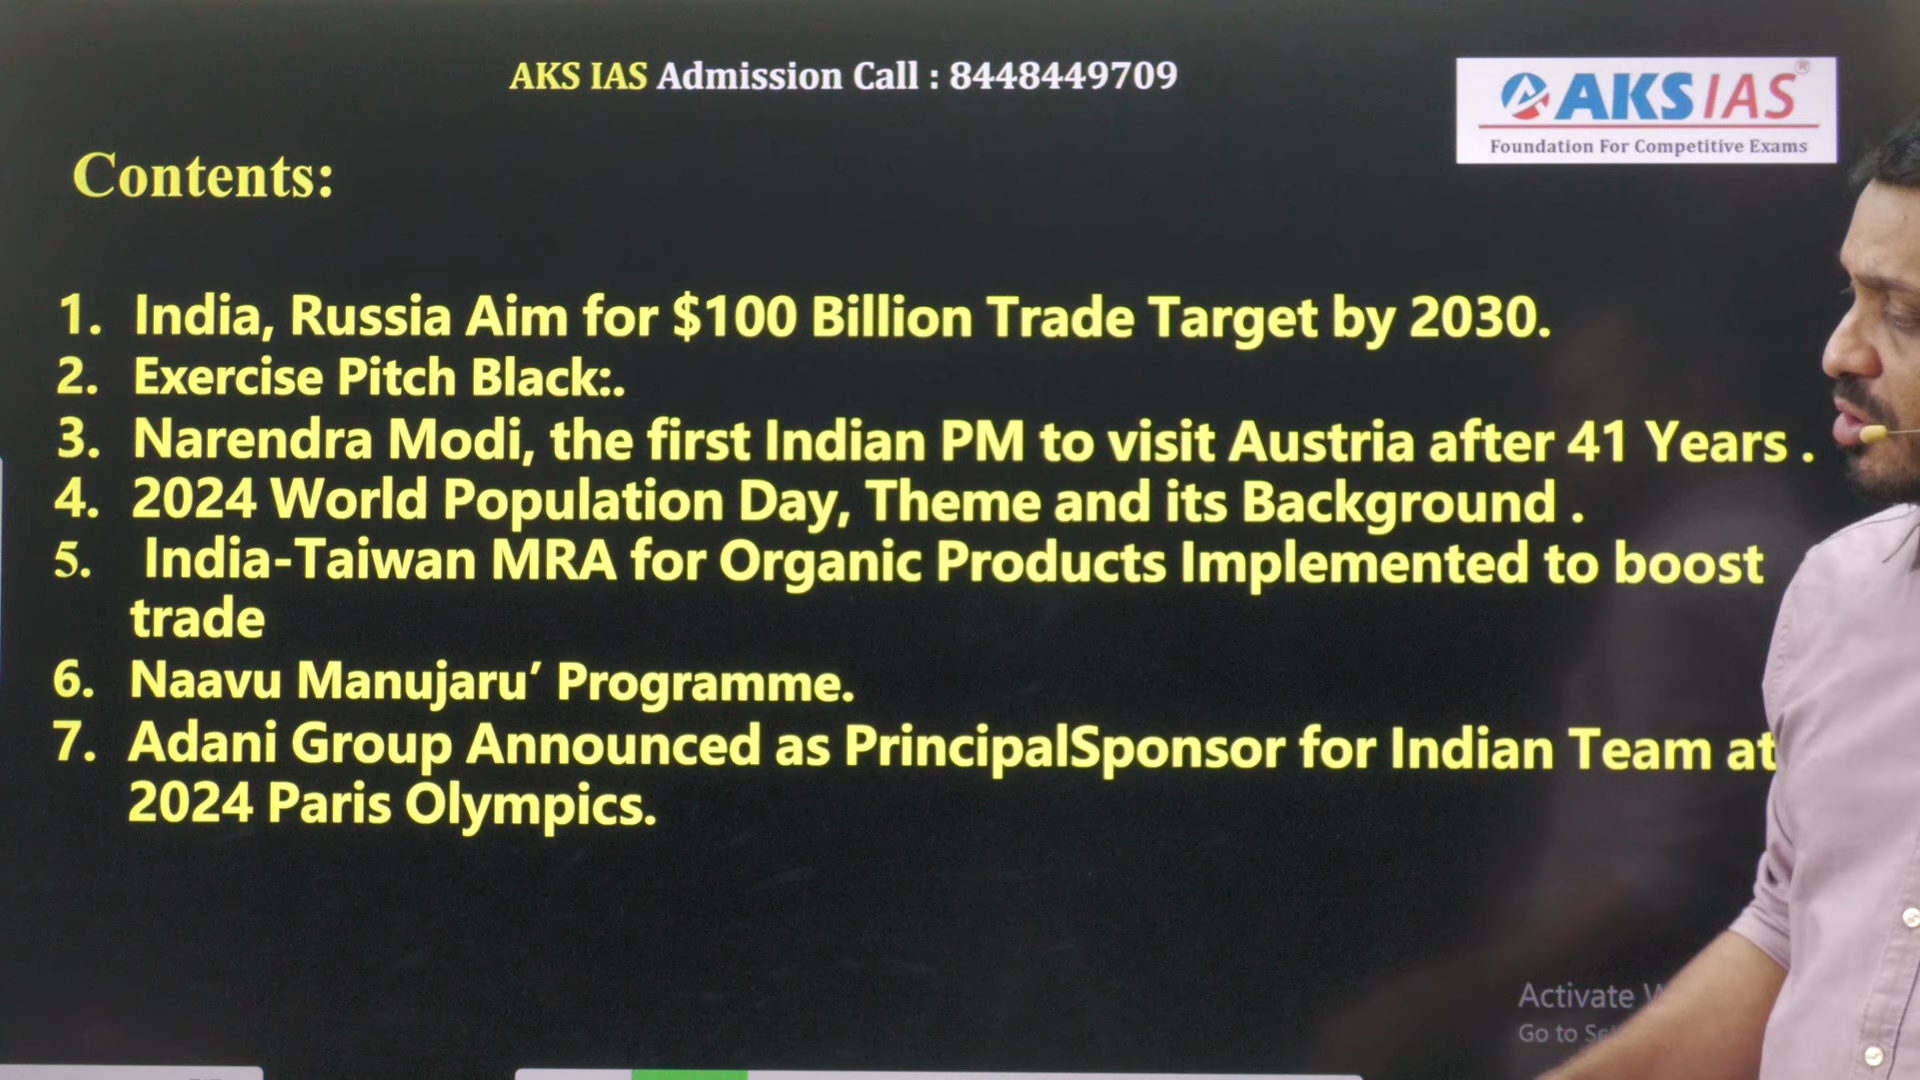 AKS IAS Admission Call : 8448449709
AKS IAS®
Foundation For Competitive Exams
Contents:
1. India, Russia Aim for $100 Billion Trade Target by 2030.
2. Exercise Pitch Black:.
3. Narendra Modi, the first Indian PM to visit Austria after 41 Years .
4. 2024 World Population Day, Theme and its Background .
5. India-Taiwan MRA for Organic Products Implemented to boost
trade
6. Naavu Manujaru’ Programme.
7. Adani Group Announced as PrincipalSponsor for Indian Team at
2024 Paris Olympics.
Activate
Go to